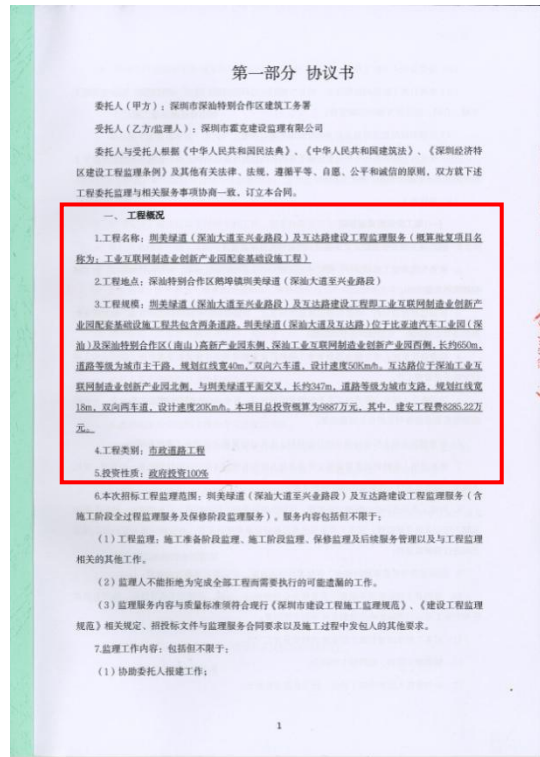 第一部分 协议书
委托人（甲方）：深圳市深汕特别合作区建筑工务署
受托人（乙方/监理人）：深圳市霍克建设监理有限公司
委托人与受托人根据《中华人民共和国民法典》、《中华人民共和国建筑法》、《深圳经济特
区建设工程监理条例》及其他有关法律、法规，遵循平等、自愿、公平和诚信的原则，双方就下述
工程委托监理与相关服务事项协商一致，订立本合同。
一、 工程概况
1.工程名称：圳美绿道（深汕大道至兴业路段）及互达路建设工程监理服务（概算批复项目名
称为：工业互联网制造业创新产业园配套基础设施工程）
2.工程地点：深汕特别合作区鹅埠镇圳美绿道（深汕大道至兴业路段）
3.工程规模：圳美绿道（深汕大道至兴业路段）及互达路建设工程即工业互联网制造业创新产
业园配套基础设施工程共包含两条道路，圳美绿道（深汕大道及互达路）位于比亚迪汽车工业园（深
汕）及深汕特别合作区（南山）高新产业园东侧、深汕工业互联网制造业创新产业园西侧，长约650m，
道路等级为城市主干路，规划红线宽40m，双向六车道，设计速度50Km/h。互达路位于深汕工业互
联网制造业创新产业园北侧，与圳美绿道平面交叉，长约347m，道路等级为城市支路，规划红线宽
18m，双向两车道，设计速度20Km/h。本项目总投资概算为9887万元，其中，建安工程费8285.22万
元。
4.工程类别：市政道路工程
5.投资性质：政府投资100%
6.本次招标工程监理范围：圳美绿道（深汕大道至兴业路段）及互达路建设工程监理服务（含
施工阶段全过程监理服务及保修阶段监理服务）。服务内容包括但不限于：
（1）工程监理：施工准备阶段监理、施工阶段监理、保修监理及后续服务管理以及与工程监理
相关的其他工作。
（2）监理人不能拒绝为完成全部工程而需要执行的可能遗漏的工作。
（3）监理服务内容与质量标准须符合现行《深圳市建设工程施工监理规范》、《建设工程监理
规范》相关规定、招投标文件与监理服务合同要求以及施工过程中发包人的其他要求。
7.监理工作内容：包括但不限于：
（1）协助委托人报建工作；
1